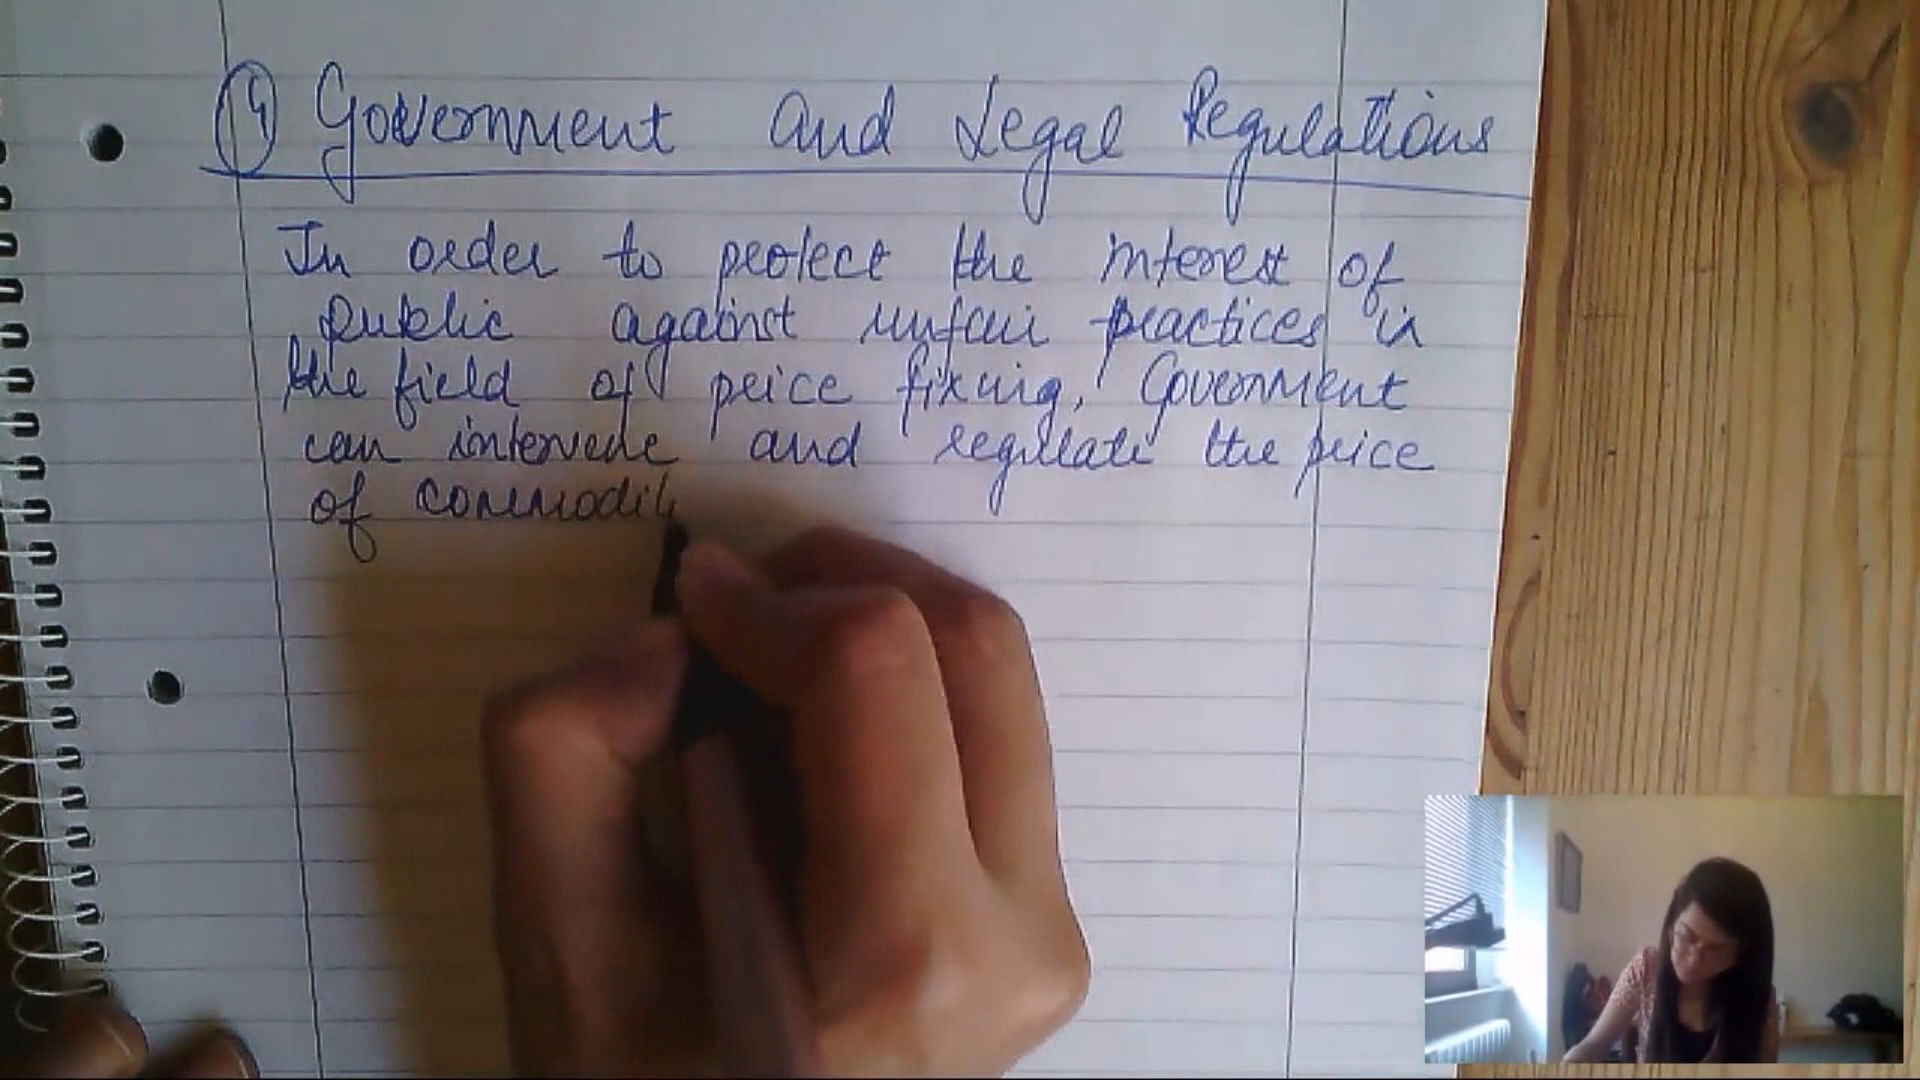 4 Government and Legal Regulations
In order to protect the interest of
public against unfair practices in
the field of price fixing, Government
can intervene and regulate the price
of commodit